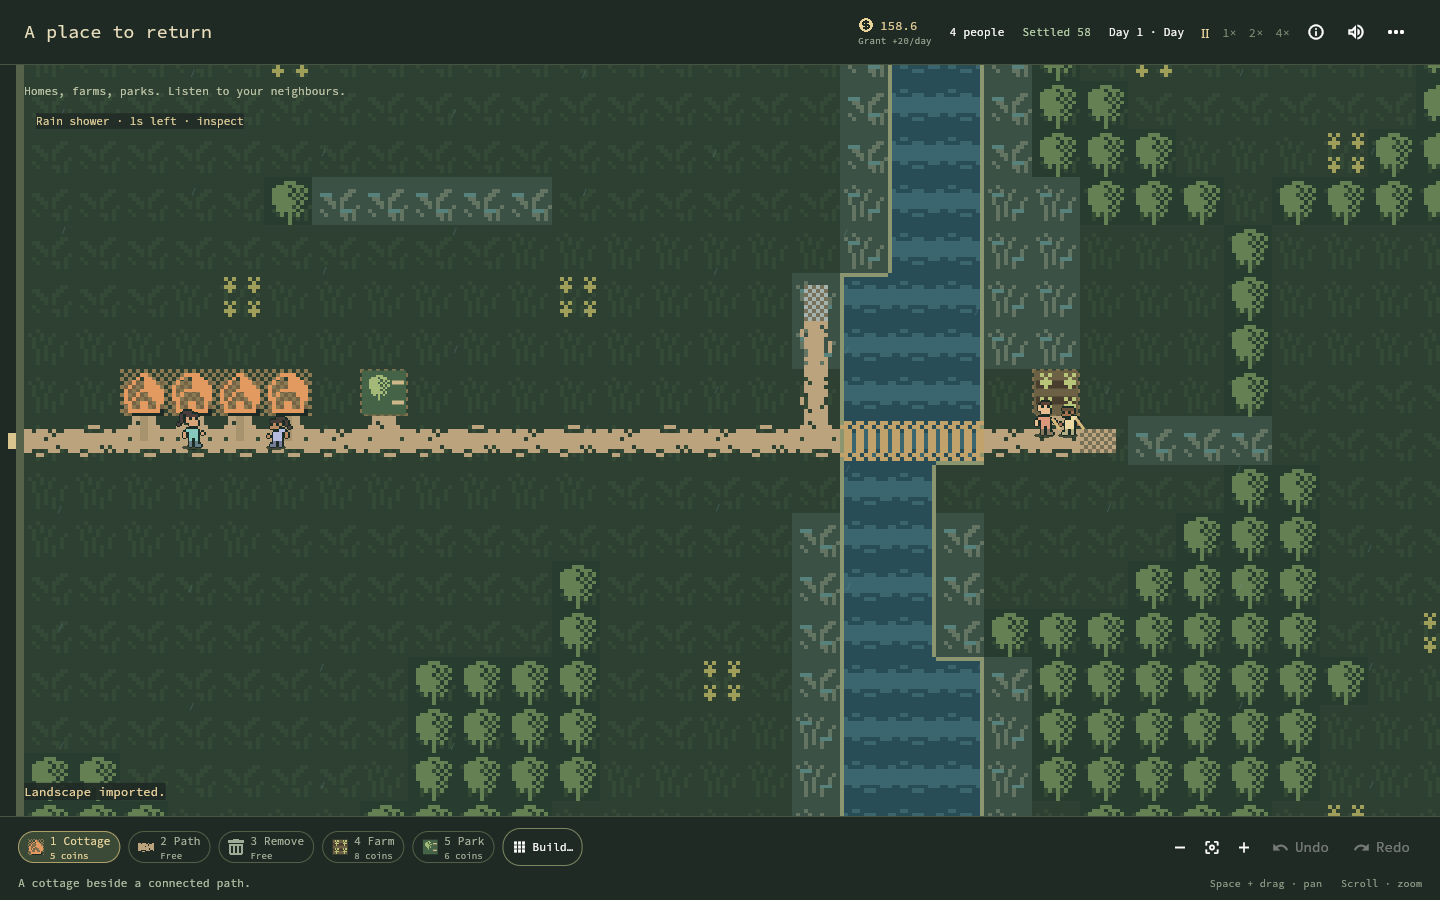 A place to return
158.6
Grant +20/day
4 people
Settled 58
Day 1 · Day
1×
2×
4×
Homes, farms, parks. Listen to your neighbours.
Rain shower · 1s left · inspect
Landscape imported.
1 Cottage
5 coins
2 Path
Free
3 Remove
Free
4 Farm
8 coins
5 Park
6 coins
Build…
Undo
Redo
A cottage beside a connected path.
Space + drag · pan
Scroll · zoom